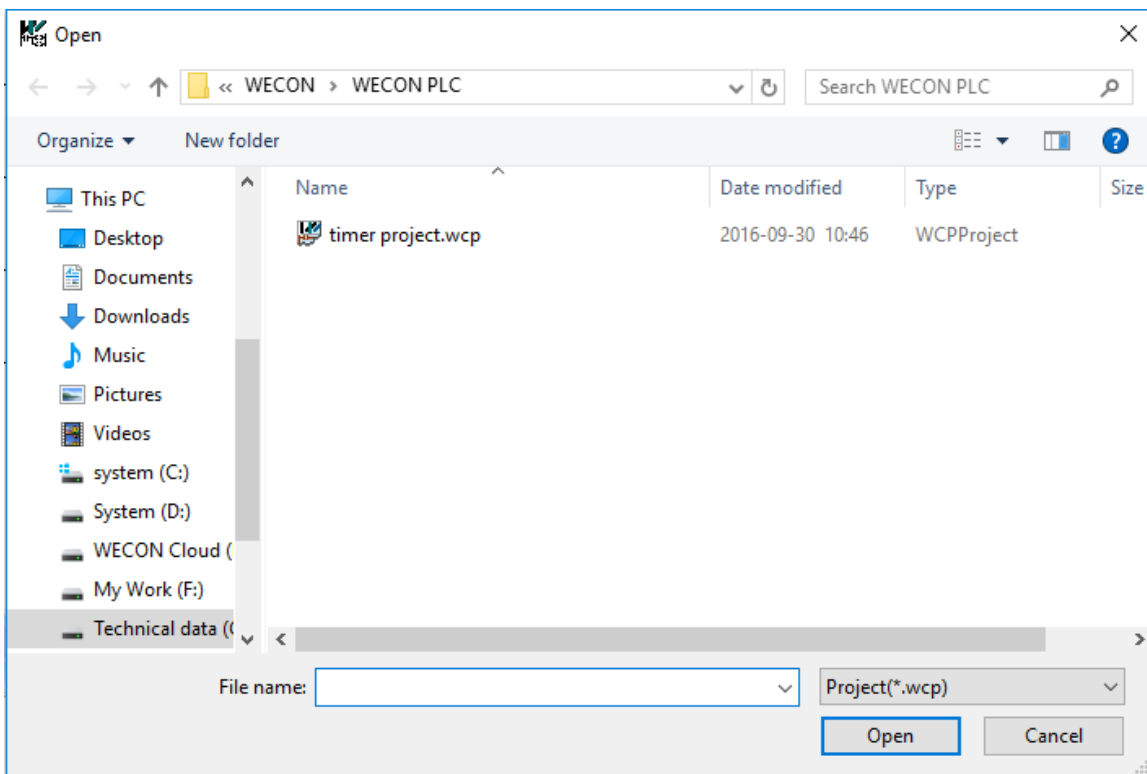 Open
« WECON > WECON PLC
Search WECON PLC
Organize
New folder
Name
Date modified
Type
Size
This PC
timer project.wcp
2016-09-30 10:46
WCPProject
Desktop
Documents
Downloads
Music
Pictures
Videos
system (C:)
System (D:)
WECON Cloud (
My Work (F:)
Technical data (
File name:
Project(*.wcp)
Open
Cancel